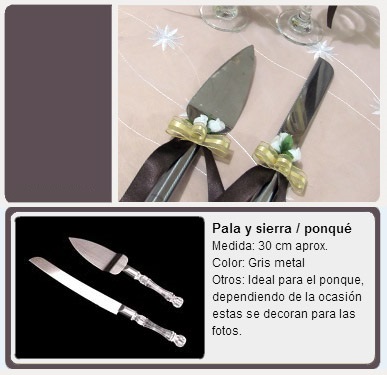 Pala y sierra / ponqué
Medida: 30 cm aprox.
Color: Gris metal
Otros: Ideal para el ponque,
dependiendo de la ocasión
estas se decoran para las
fotos.